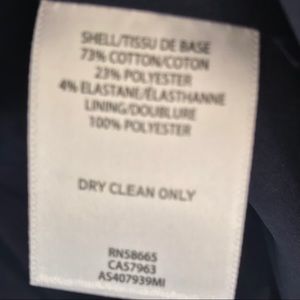 SHELL/TISSU DE BASE
73% COTTON/COTON
23% POLYESTER
4% ELASTANE/ÉLASTHANNE
LINING/DOUBLURE
100% POLYESTER
DRY CLEAN ONLY
RN58665
CA57963
AS407939MI